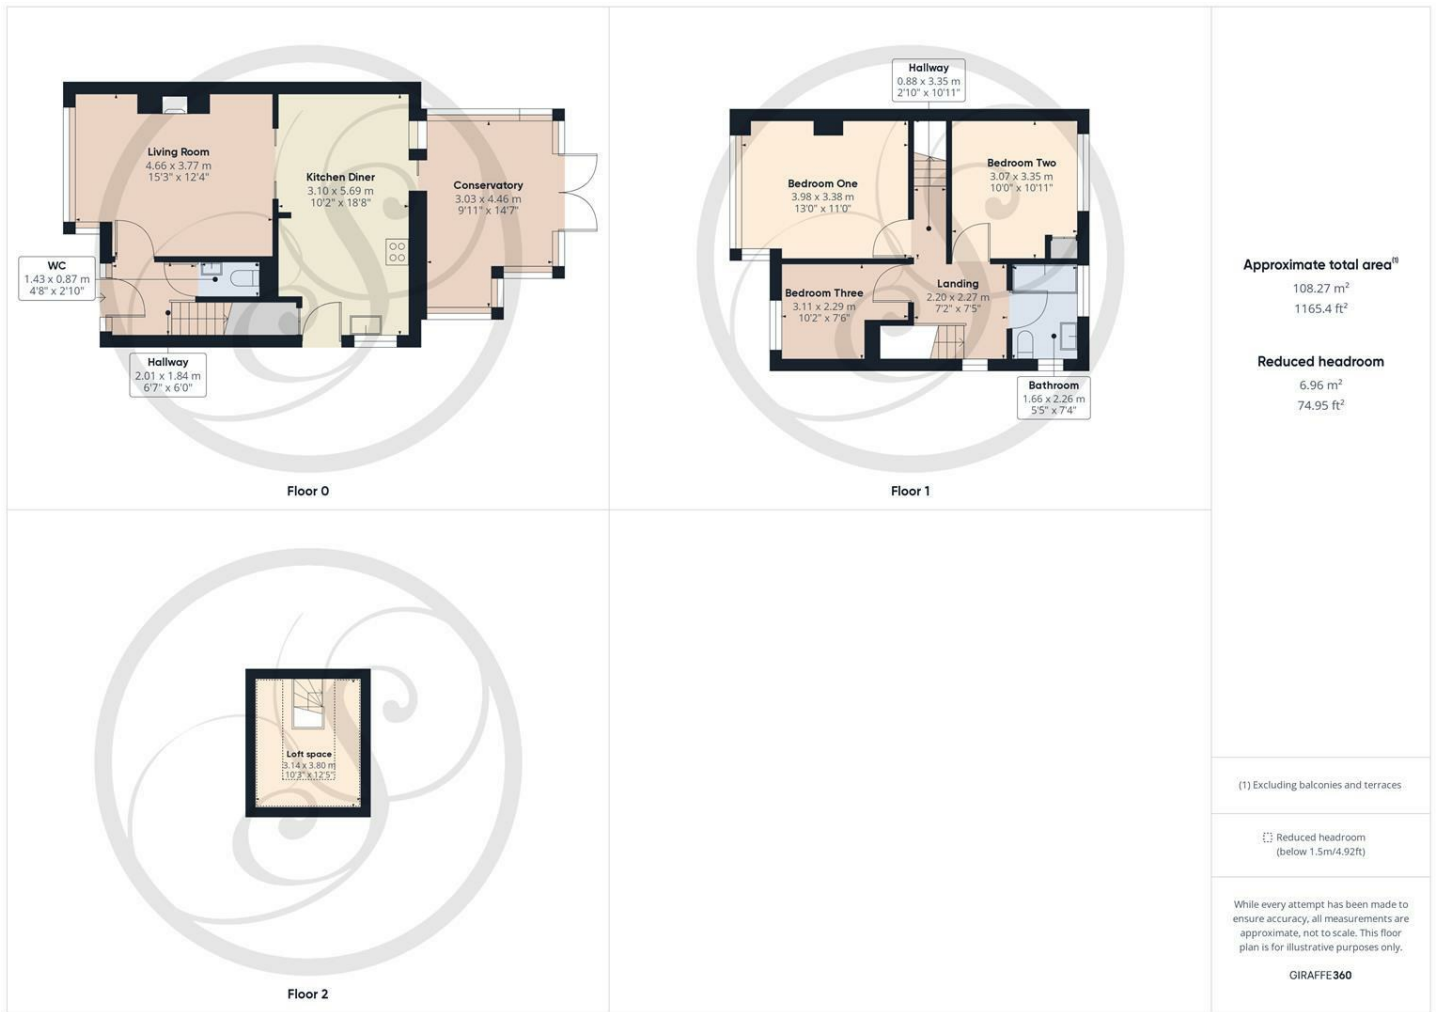 Living Room
4.66 x 3.77 m
15'3" x 12'4"
Kitchen Diner
3.10 x 5.69 m
10'2" x 18'8"
Conservatory
3.03 x 4.46 m
9'11" x 14'7"
WC
1.43 x 0.87 m
4'8" x 2'10"
Hallway
2.01 x 1.84 m
6'7" x 6'0"
Floor 0
Hallway
0.88 x 3.35 m
2'10" x 10'11"
Bedroom One
3.98 x 3.38 m
13'0" x 11'0"
Bedroom Two
3.07 x 3.35 m
10'0" x 10'11"
Bedroom Three
3.11 x 2.29 m
10'2" x 7'6"
Landing
2.20 x 2.27 m
7'2" x 7'5"
Bathroom
1.66 x 2.26 m
5'5" x 7'4"
Floor 1
Loft space
3.14 x 3.80 m
10'3" x 12'5"
Floor 2
Approximate total area(1)
108.27 m²
1165.4 ft²
Reduced headroom
6.96 m²
74.95 ft²
(1) Excluding balconies and terraces
Reduced headroom
(below 1.5m/4.92ft)
While every attempt has been made to
ensure accuracy, all measurements are
approximate, not to scale. This floor
plan is for illustrative purposes only.
GIRAFFE360